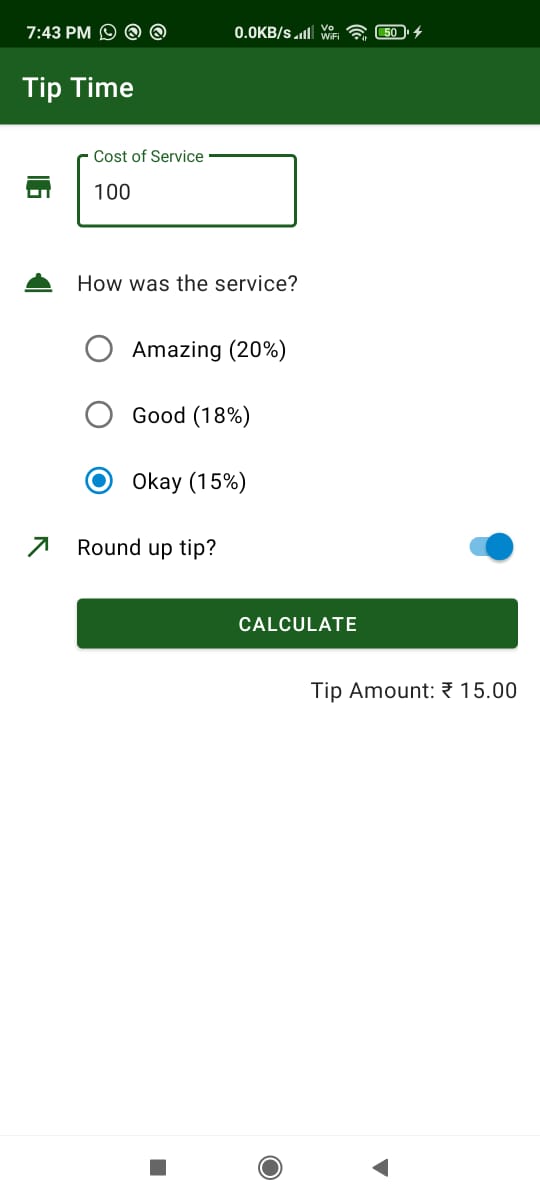 7:43 PM 0.0KB/s Vo WiFi 50
Tip Time
Cost of Service
100
How was the service?
Amazing (20%)
Good (18%)
Okay (15%)
Round up tip?
CALCULATE
Tip Amount: ₹ 15.00